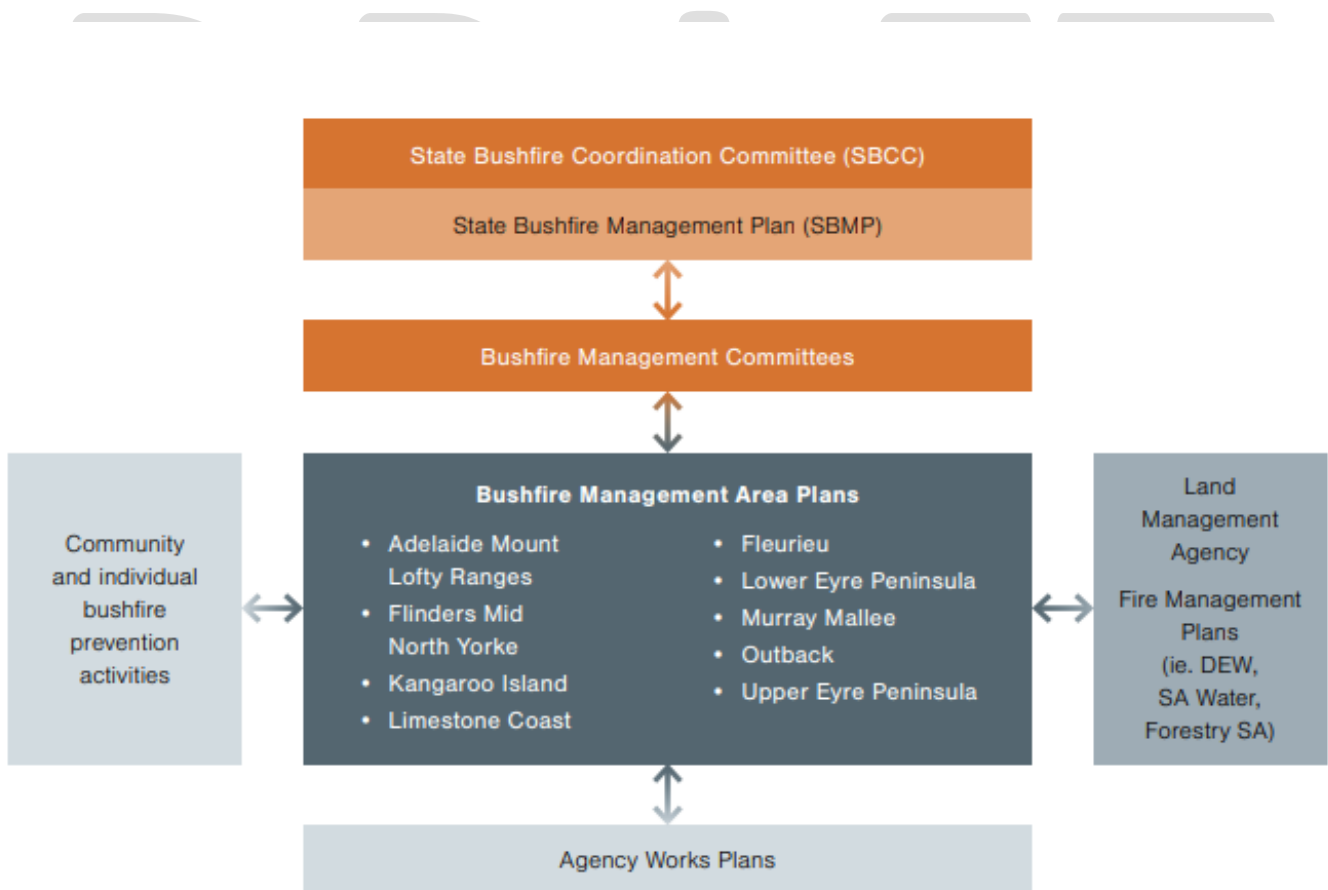 State Bushfire Coordination Committee (SBCC)
State Bushfire Management Plan (SBMP)
Bushfire Management Committees
Community
and individual
bushfire
prevention
activities
Bushfire Management Area Plans
• Adelaide Mount
Lofty Ranges
• Flinders Mid
North Yorke
• Kangaroo Island
• Limestone Coast
• Fleurieu
• Lower Eyre Peninsula
• Murray Mallee
• Outback
• Upper Eyre Peninsula
Land
Management
Agency
Fire Management
Plans
(ie. DEW,
SA Water,
Forestry SA)
Agency Works Plans